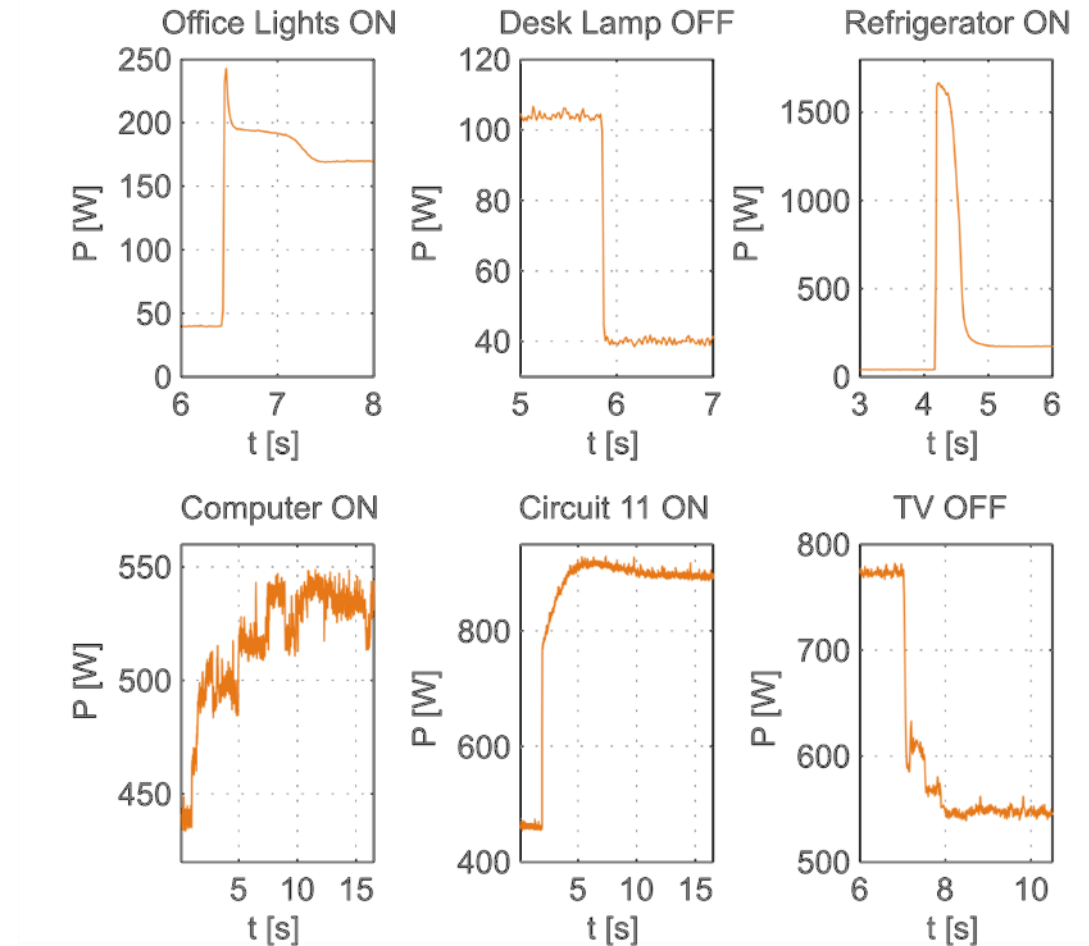 Office Lights ON
250
200
150
100
50
0
P [W]
6 7 8
t [s]
Desk Lamp OFF
120
100
80
60
40
P [W]
5 6 7
t [s]
Refrigerator ON
1500
1000
500
0
P [W]
3 4 5 6
t [s]
Computer ON
550
500
450
P [W]
5 10 15
t [s]
Circuit 11 ON
800
600
400
P [W]
5 10 15
t [s]
TV OFF
800
700
600
500
P [W]
6 8 10
t [s]